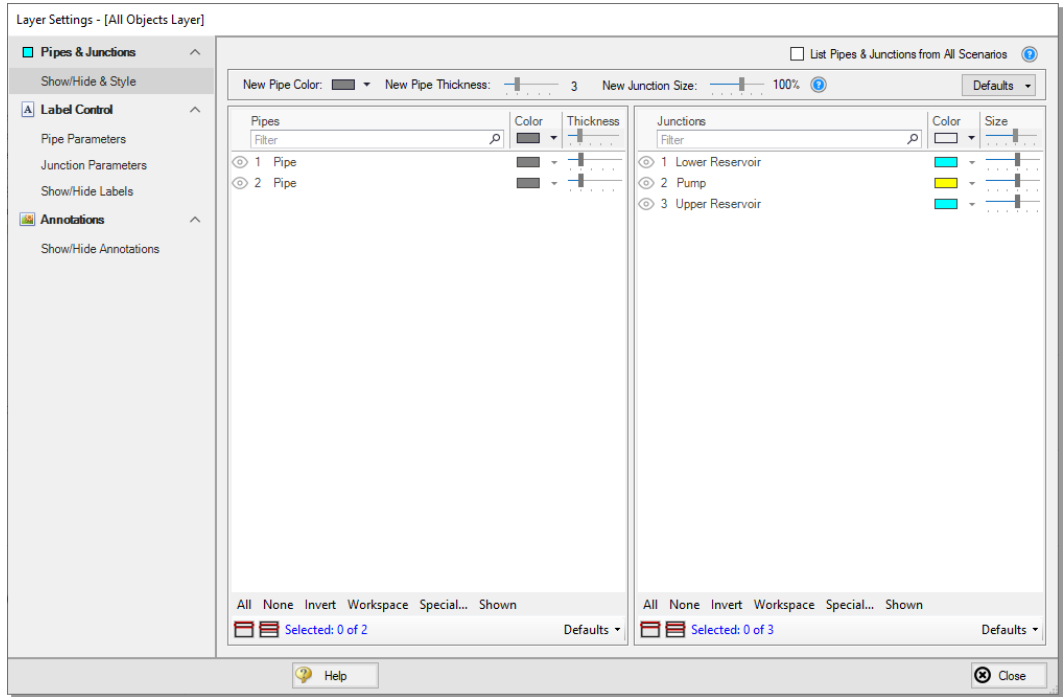 Layer Settings - [All Objects Layer]
Pipes & Junctions
Show/Hide & Style
A Label Control
Pipe Parameters
Junction Parameters
Show/Hide Labels
Annotations
Show/Hide Annotations
List Pipes & Junctions from All Scenarios ?
New Pipe Color: New Pipe Thickness: 3 New Junction Size: 100% ? Defaults
Pipes Color Thickness
Filter
1 Pipe
2 Pipe
All None Invert Workspace Special... Shown
Selected: 0 of 2 Defaults
Junctions Color Size
Filter
1 Lower Reservoir
2 Pump
3 Upper Reservoir
All None Invert Workspace Special... Shown
Selected: 0 of 3 Defaults
? Help
Close